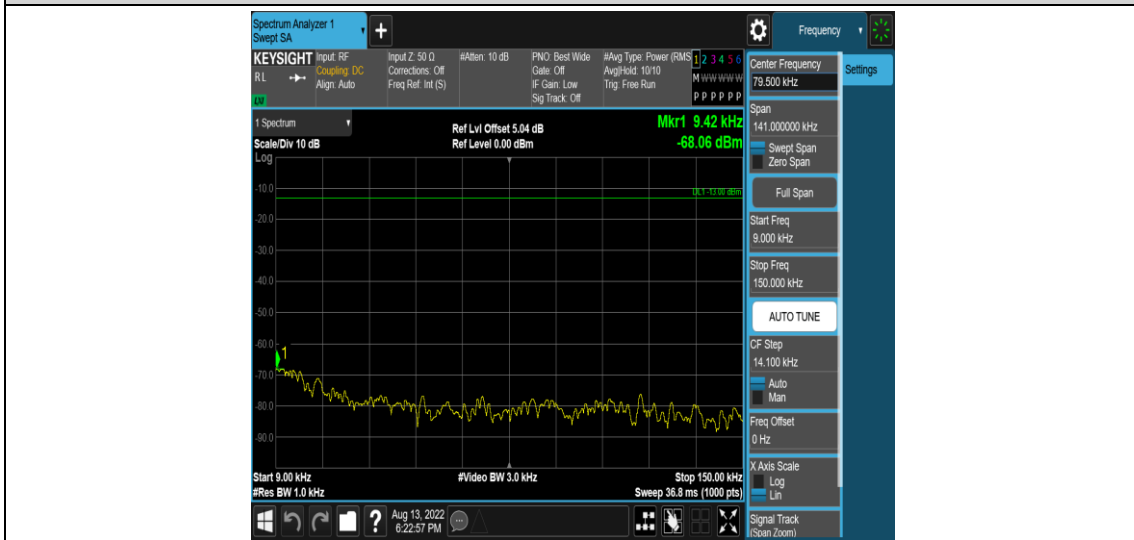 Spectrum Analyzer 1
Swept SA
+
Frequency
KEYSIGHT
RL
LXI
Input: RF
Coupling: DC
Align: Auto
Input Z: 50 Ω
Corrections: Off
Freq Ref: Int (S)
#Atten: 10 dB
PNO: Best Wide
Gate: Off
IF Gain: Low
Sig Track: Off
#Avg Type: Power (RMS
Avg|Hold: 10/10
Trig: Free Run
1 2 3 4 5 6
M W W W W W
P P P P P P
1 Spectrum
Scale/Div 10 dB
Log
Ref Lvl Offset 5.04 dB
Ref Level 0.00 dBm
Mkr1 9.42 kHz
-68.06 dBm
DL1 -13.00 dBm
-10.0
-20.0
-30.0
-40.0
-50.0
-60.0
1
-70.0
-80.0
-90.0
Start 9.00 kHz
#Res BW 1.0 kHz
#Video BW 3.0 kHz
Stop 150.00 kHz
Sweep 36.8 ms (1000 pts)
Center Frequency
79.500 kHz
Settings
Span
141.000000 kHz
Swept Span
Zero Span
Full Span
Start Freq
9.000 kHz
Stop Freq
150.000 kHz
AUTO TUNE
CF Step
14.100 kHz
Auto
Man
Freq Offset
0 Hz
X Axis Scale
Log
Lin
Signal Track
(Span Zoom)
?
Aug 13, 2022
6:22:57 PM